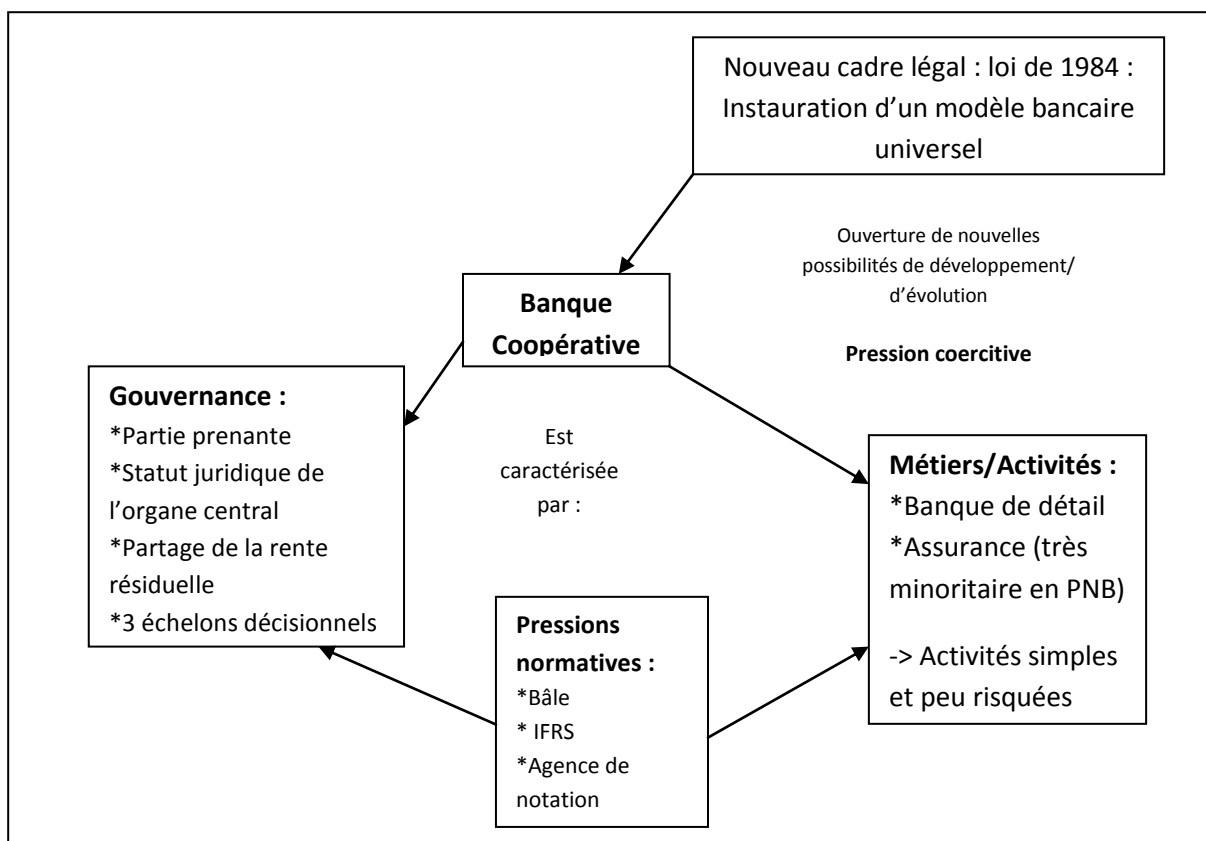 Nouveau cadre légal : loi de 1984 :
Instauration d’un modèle bancaire
universel
Ouverture de nouvelles
possibilités de développement/
d’évolution
Pression coercitive
Banque
Coopérative
Gouvernance :
*Partie prenante
*Statut juridique de
l’organe central
*Partage de la rente
résiduelle
*3 échelons décisionnels
Est
caractérisée
par :
Métiers/Activités :
*Banque de détail
*Assurance (très
minoritaire en PNB)
-> Activités simples
et peu risquées
Pressions
normatives :
*Bâle
* IFRS
*Agence de
notation